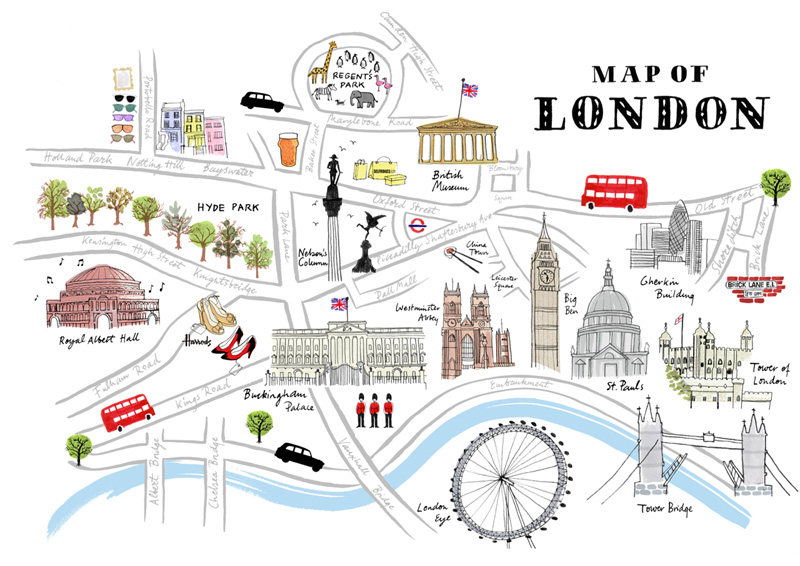 MAP OF
LONDON
Camden High Street
REGENT'S
PARK
Portobello Road
Marylebone Road
Baker Street
Holland Park Notting Hill Bayswater
British
Museum
Bloomsbury
Square
Oxford Street
Old Street
HYDE PARK
Park Lane
Nelson's
Column
Piccadilly Shaftesbury Ave
China
Town
Leicester
Square
Shoreditch
Brick Lane
Kensington High Street Knightsbridge
Pall Mall
Gherkin
Building
BRICK LANE E.1.
Westminster
Abbey
Big
Ben
Royal Albert Hall
Harrods
St. Pauls
Tower of
London
Fulham Road
Kings Road
Buckingham
Palace
Embankment
Albert Bridge
Chelsea Bridge
Vauxhall Bridge
London
Eye
Tower Bridge